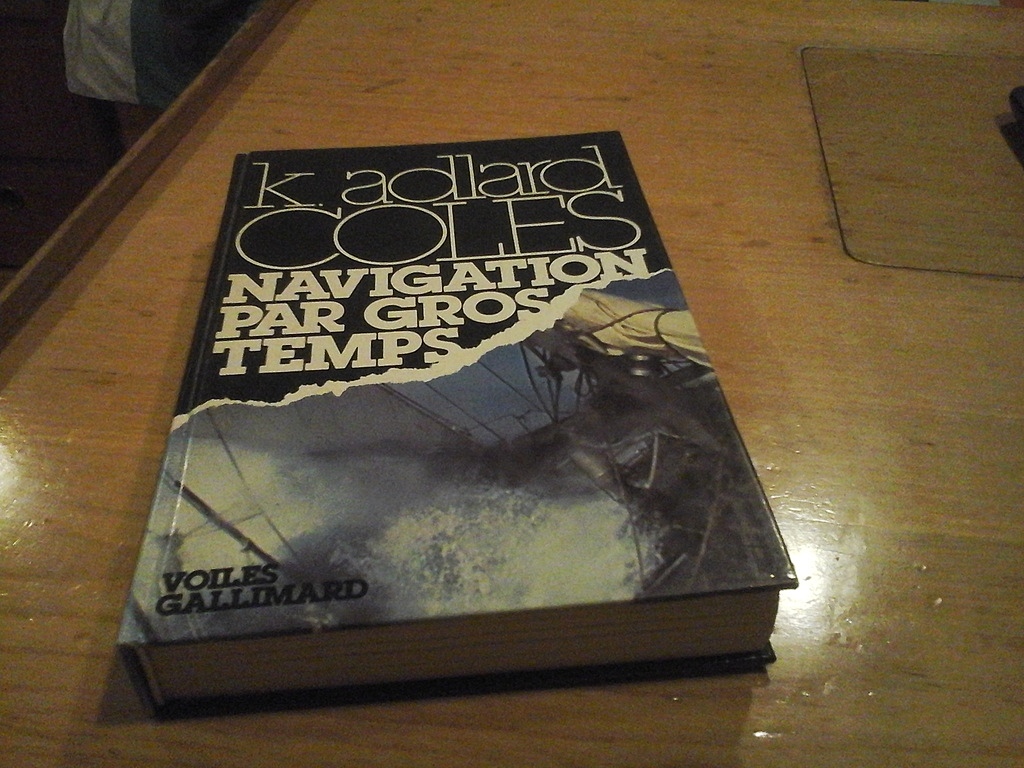 k. adlard
COLES
NAVIGATION
PAR GROS
TEMPS
VOILES
GALLIMARD